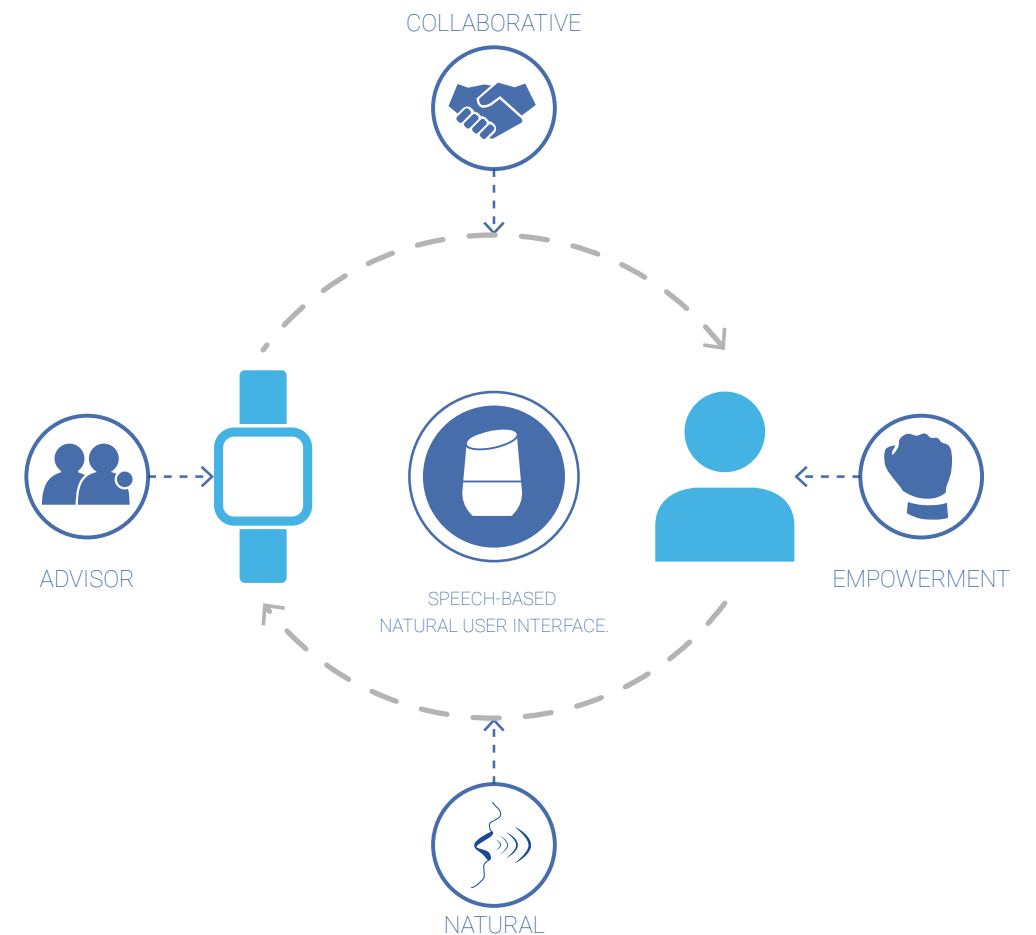 COLLABORATIVE
ADVISOR
EMPOWERMENT
SPEECH-BASED
NATURAL USER INTERFACE.
NATURAL